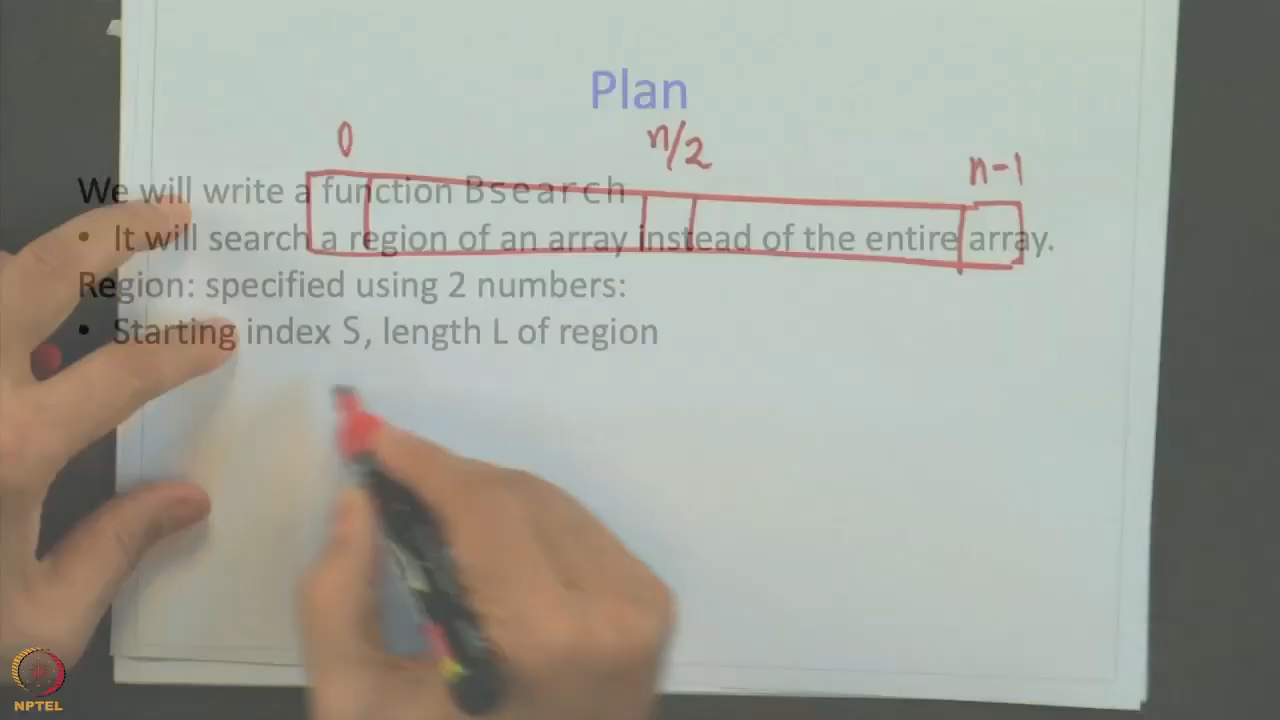 Plan
0 n/2 n-1
We will write a function Bsearch
• It will search a region of an array instead of the entire array.
Region: specified using 2 numbers:
• Starting index S, length L of region
NPTEL